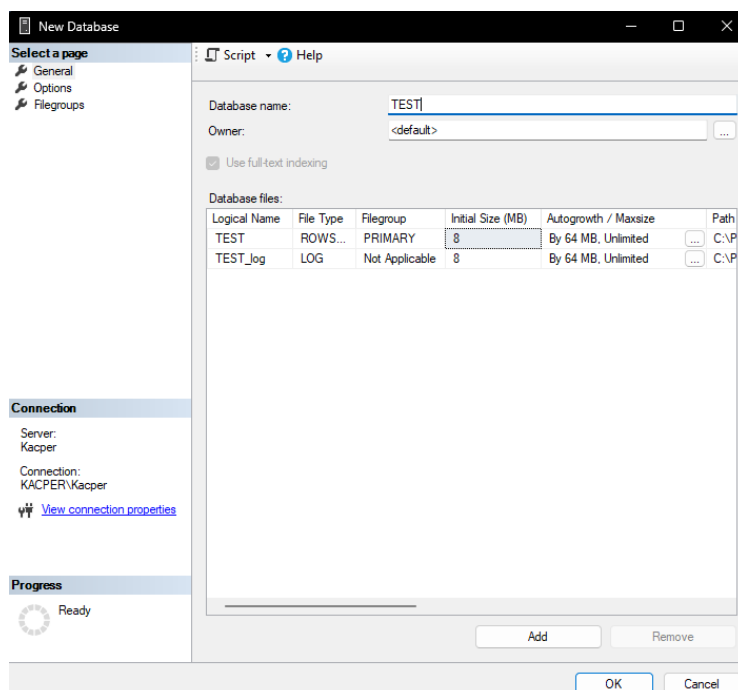 New Database
Select a page
General
Options
Filegroups
Script Help
Database name: TEST
Owner: <default> ...
Use full-text indexing
Database files:
Logical Name File Type Filegroup Initial Size (MB) Autogrowth / Maxsize Path
TEST ROWS... PRIMARY 8 By 64 MB, Unlimited ... C:\P
TEST_log LOG Not Applicable 8 By 64 MB, Unlimited ... C:\P
Connection
Server:
Kacper
Connection:
KACPER\Kacper
View connection properties
Progress
Ready
Add Remove
OK Cancel